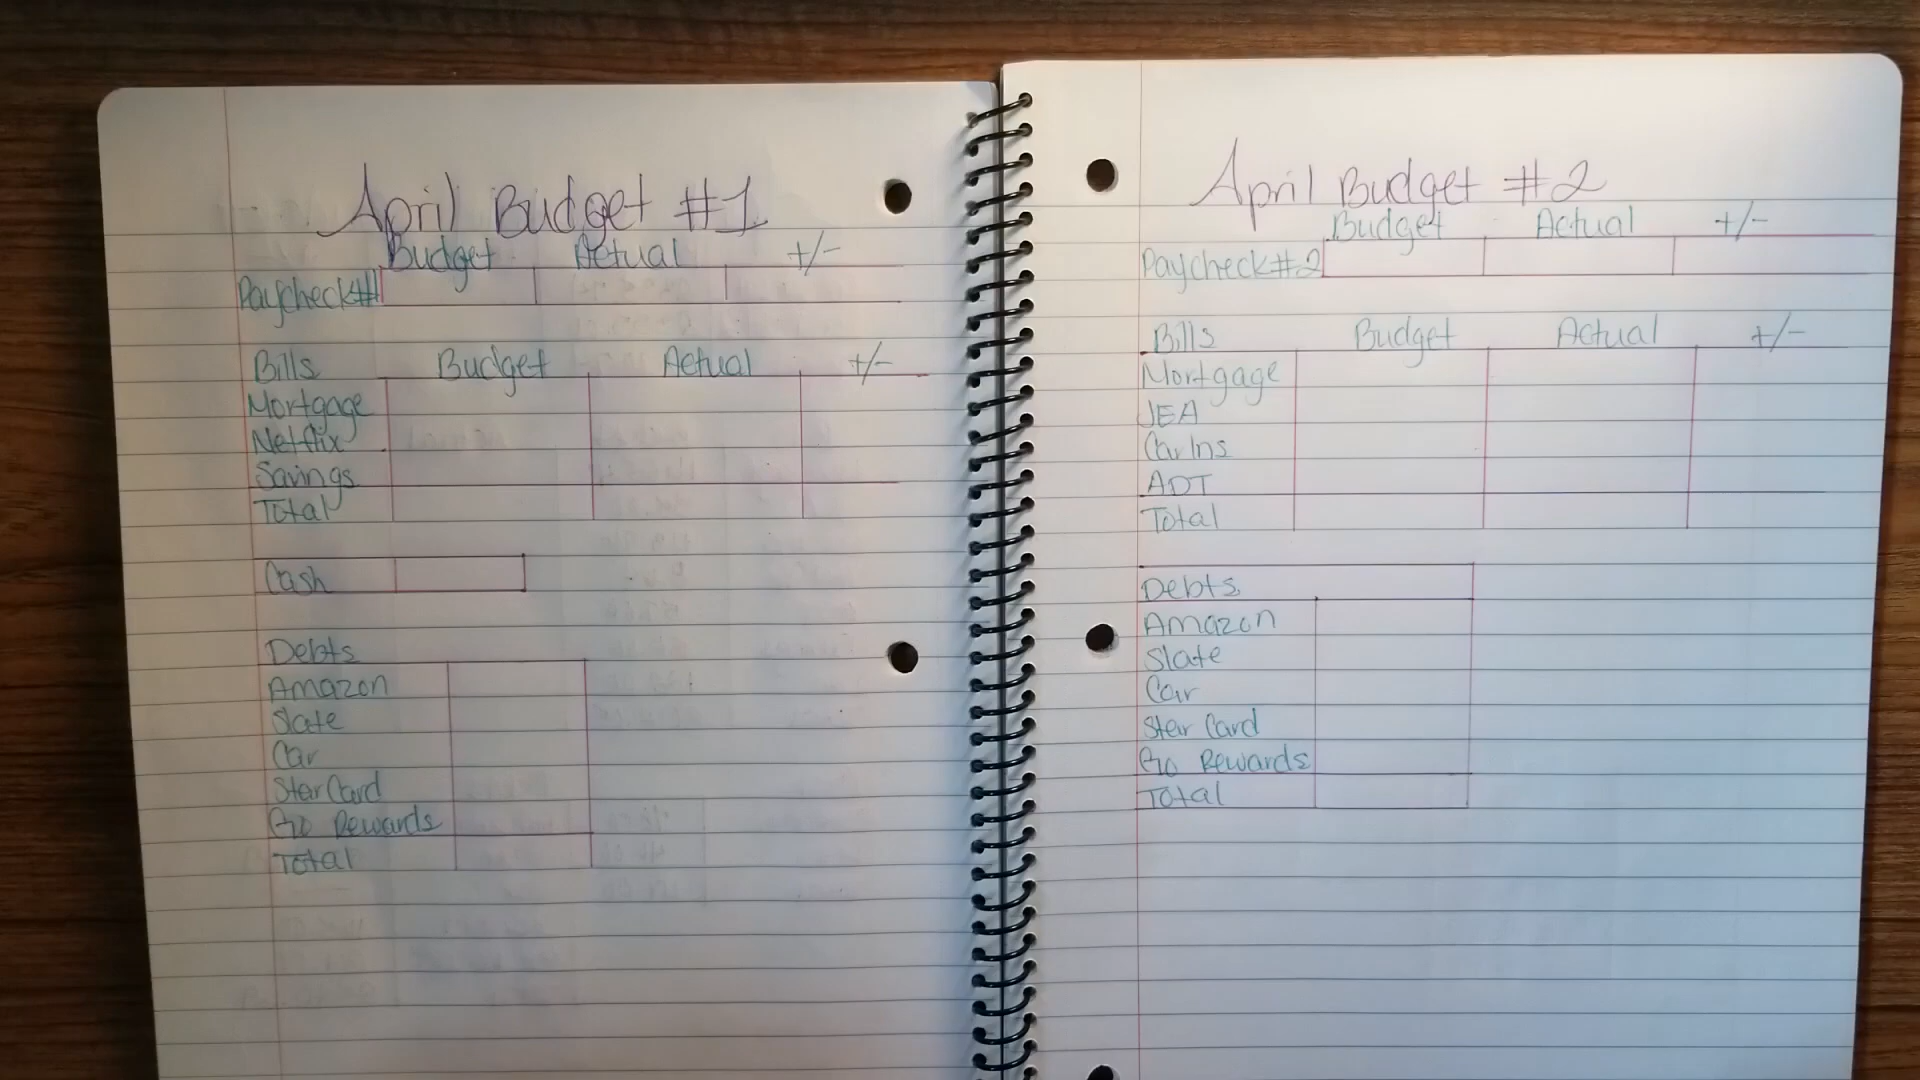 April Budget #1
Budget Actual +/-
Paycheck#1
Bills Budget Actual +/-
Mortgage
Netflix
Savings
Total
Cash
Debts
Amazon
Slate
Car
Star Card
Go Rewards
Total
April Budget #2
Budget Actual +/-
Paycheck#2
Bills Budget Actual +/-
Mortgage
JEA
Car Ins
ADT
Total
Debts
Amazon
Slate
Car
Star Card
Go Rewards
Total